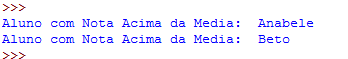 >>>
Aluno com Nota Acima da Media:  Anabele
Aluno com Nota Acima da Media:  Beto
>>>